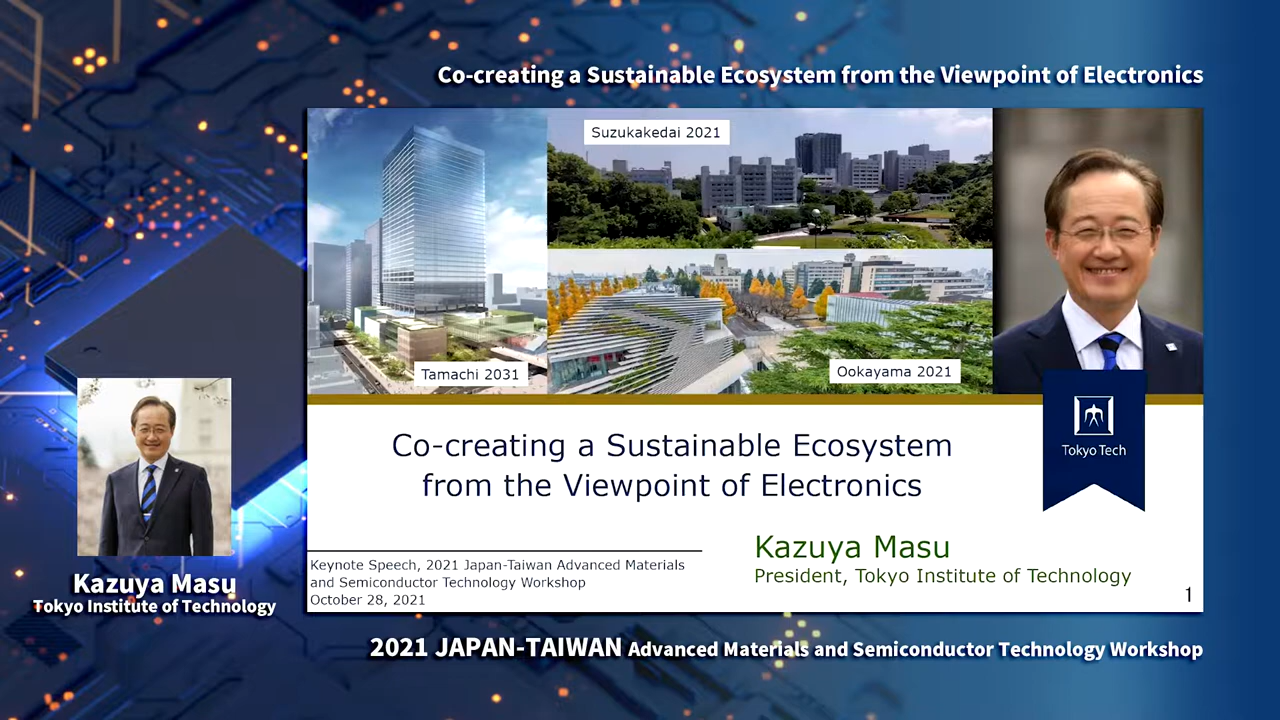 Co-creating a Sustainable Ecosystem from the Viewpoint of Electronics
Suzukakedai 2021
Tamachi 2031
Ookayama 2021
Tokyo Tech
Co-creating a Sustainable Ecosystem
from the Viewpoint of Electronics
Kazuya Masu
President, Tokyo Institute of Technology
Keynote Speech, 2021 Japan-Taiwan Advanced Materials
and Semiconductor Technology Workshop
October 28, 2021
1
Kazuya Masu
Tokyo Institute of Technology
2021 JAPAN-TAIWAN Advanced Materials and Semiconductor Technology Workshop